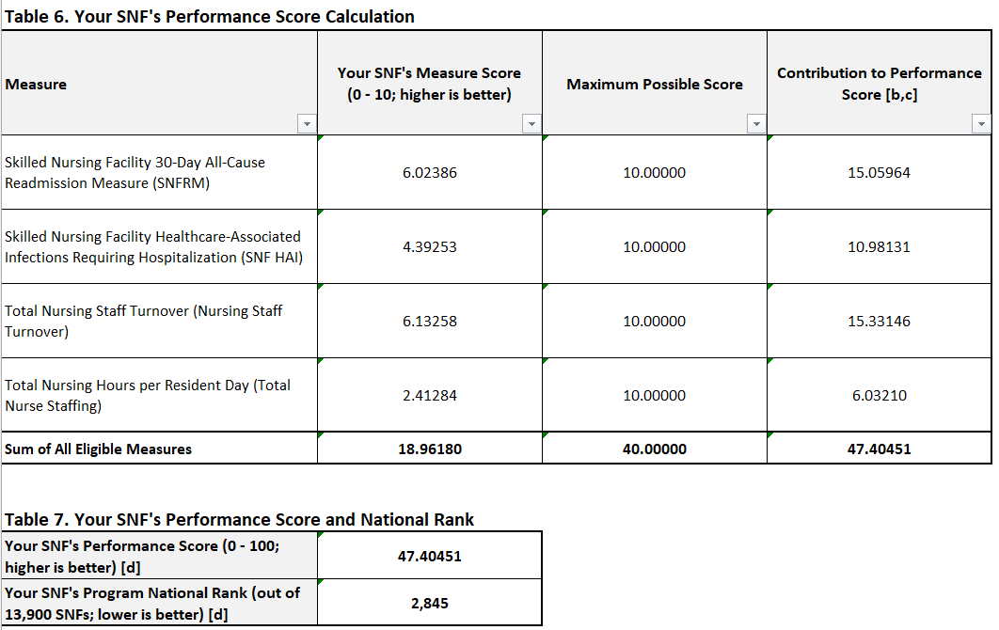 Table 6. Your SNF's Performance Score Calculation
Measure
Your SNF's Measure Score
(0 - 10; higher is better)
Maximum Possible Score
Contribution to Performance
Score [b,c]
Skilled Nursing Facility 30-Day All-Cause
Readmission Measure (SNFRM)
6.02386
10.00000
15.05964
Skilled Nursing Facility Healthcare-Associated
Infections Requiring Hospitalization (SNF HAI)
4.39253
10.00000
10.98131
Total Nursing Staff Turnover (Nursing Staff
Turnover)
6.13258
10.00000
15.33146
Total Nursing Hours per Resident Day (Total
Nurse Staffing)
2.41284
10.00000
6.03210
Sum of All Eligible Measures
18.96180
40.00000
47.40451
Table 7. Your SNF's Performance Score and National Rank
Your SNF's Performance Score (0 - 100;
higher is better) [d]
47.40451
Your SNF's Program National Rank (out of
13,900 SNFs; lower is better) [d]
2,845